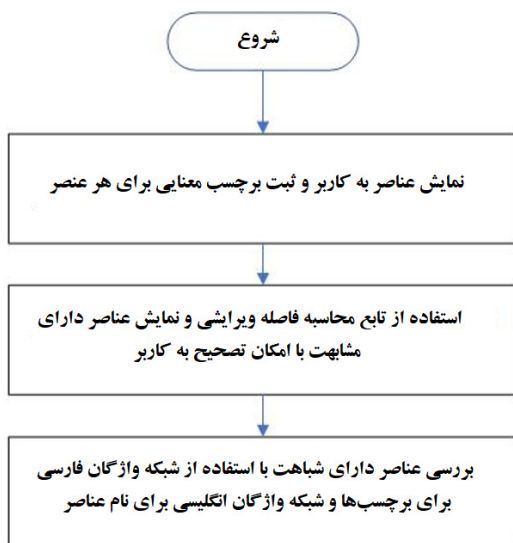 شروع
نمایش عناصر به کاربر و ثبت برچسب معنایی برای هر عنصر
استفاده از تابع محاسبه فاصله ویرایشی و نمایش عناصر دارای
مشابهت با امکان تصحیح به کاربر
بررسی عناصر دارای شباهت با استفاده از شبکه واژگان فارسی
برای برچسب‌ها و شبکه واژگان انگلیسی برای نام عناصر